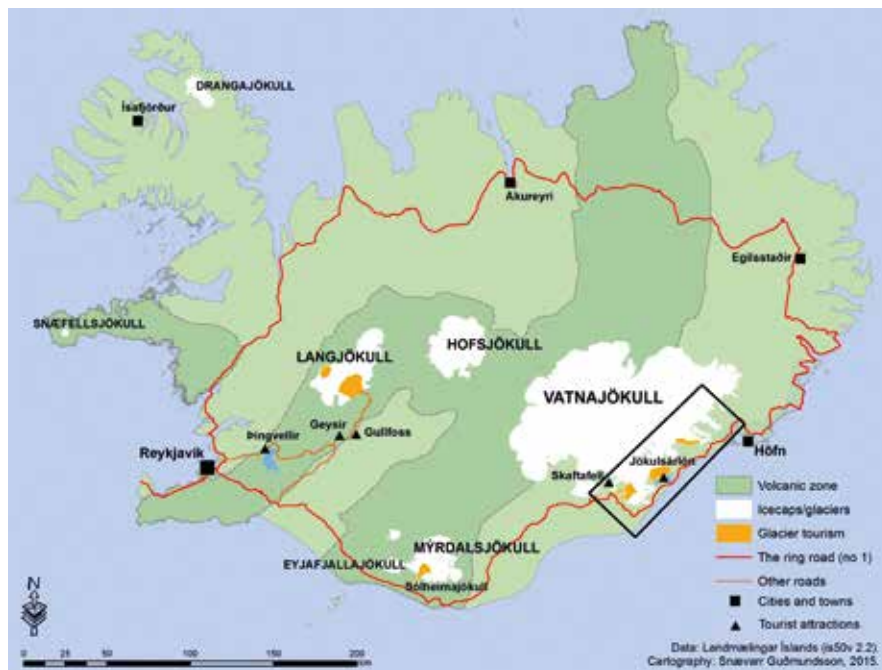 DRANGAJÖKULL
Ísafjörður
Akureyri
Egilsstaðir
SNÆFELLSJÖKULL
LANGJÖKULL
HOFSJÖKULL
VATNAJÖKULL
Þingvellir
Geysir
Gullfoss
Reykjavik
Höfn
Jökulsárlón
Skaftafell
MÝRDALSJÖKULL
EYJAFJALLAJÖKULL
Sólheimajökull
Volcanic zone
Icecaps/glaciers
Glacier tourism
The ring road (no 1)
Other roads
Cities and towns
Tourist attractions
N
0 50 100 150 200
km
Data: Landmælingar Íslands (is50v 2.2).
Cartography: Snævarr Guðmundsson, 2015.